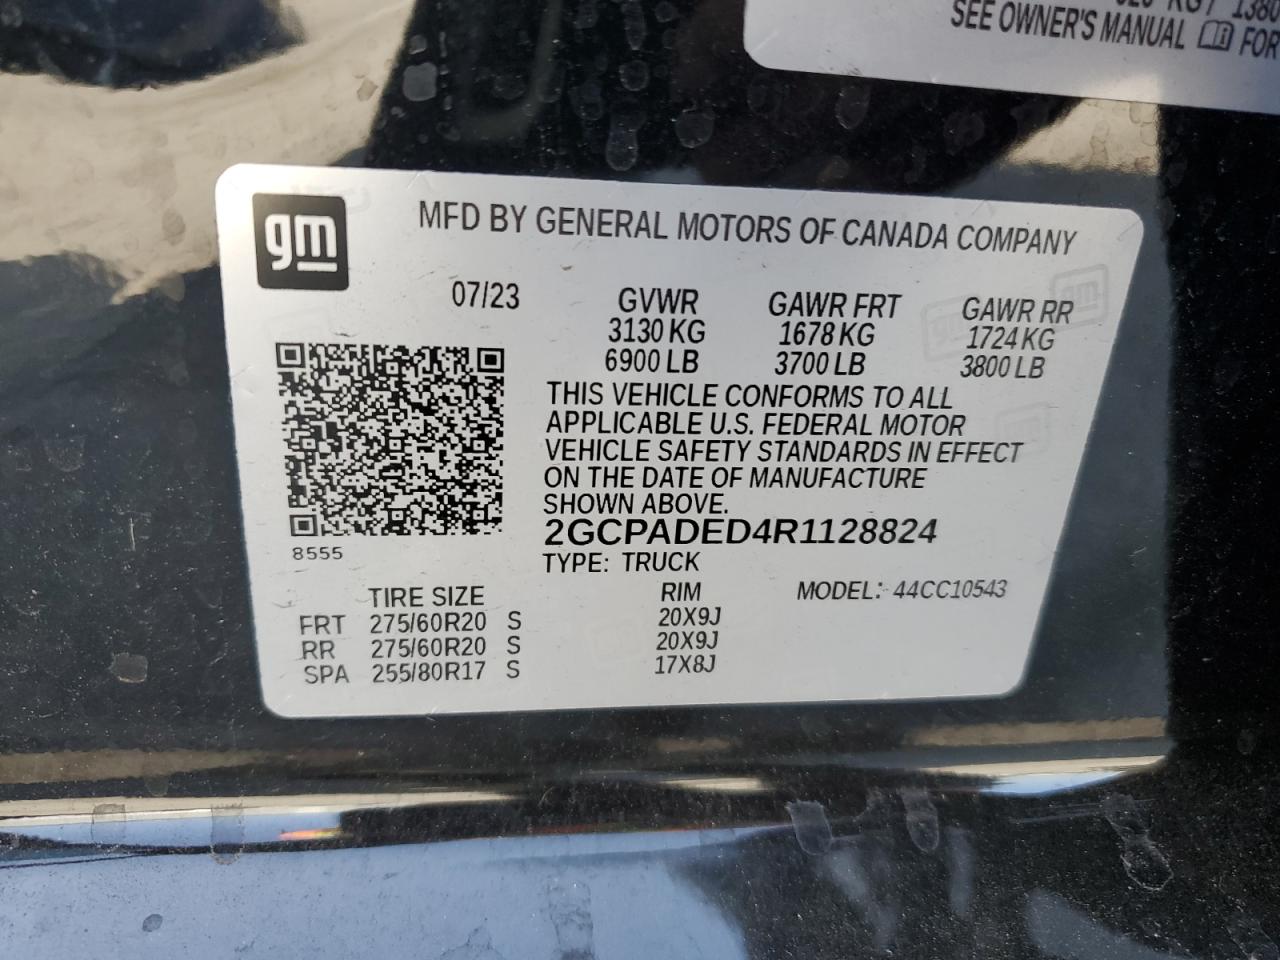 KG / 1380
SEE OWNER'S MANUAL FOR
gm
MFD BY GENERAL MOTORS OF CANADA COMPANY
07/23 GVWR GAWR FRT GAWR RR
3130 KG 1678 KG 1724 KG
6900 LB 3700 LB 3800 LB
THIS VEHICLE CONFORMS TO ALL
APPLICABLE U.S. FEDERAL MOTOR
VEHICLE SAFETY STANDARDS IN EFFECT
ON THE DATE OF MANUFACTURE
SHOWN ABOVE.
2GCPADED4R1128824
8555
TYPE: TRUCK
TIRE SIZE RIM MODEL: 44CC10543
FRT 275/60R20 S 20X9J
RR 275/60R20 S 20X9J
SPA 255/80R17 S 17X8J